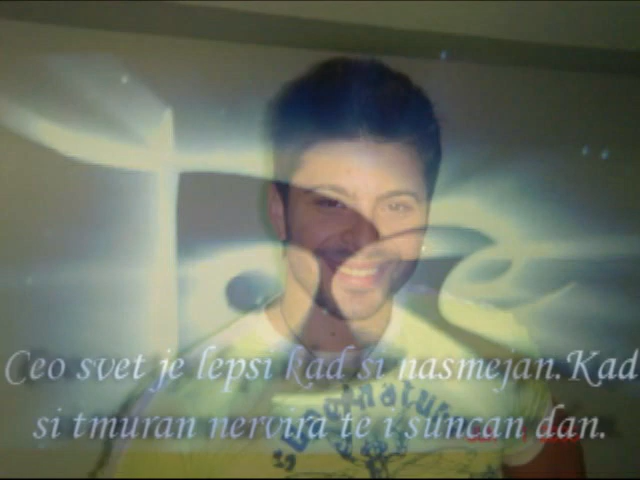 Ceo svet je lepsi kad si nasmejan.Kad
si tmuran nervira te i suncan dan.